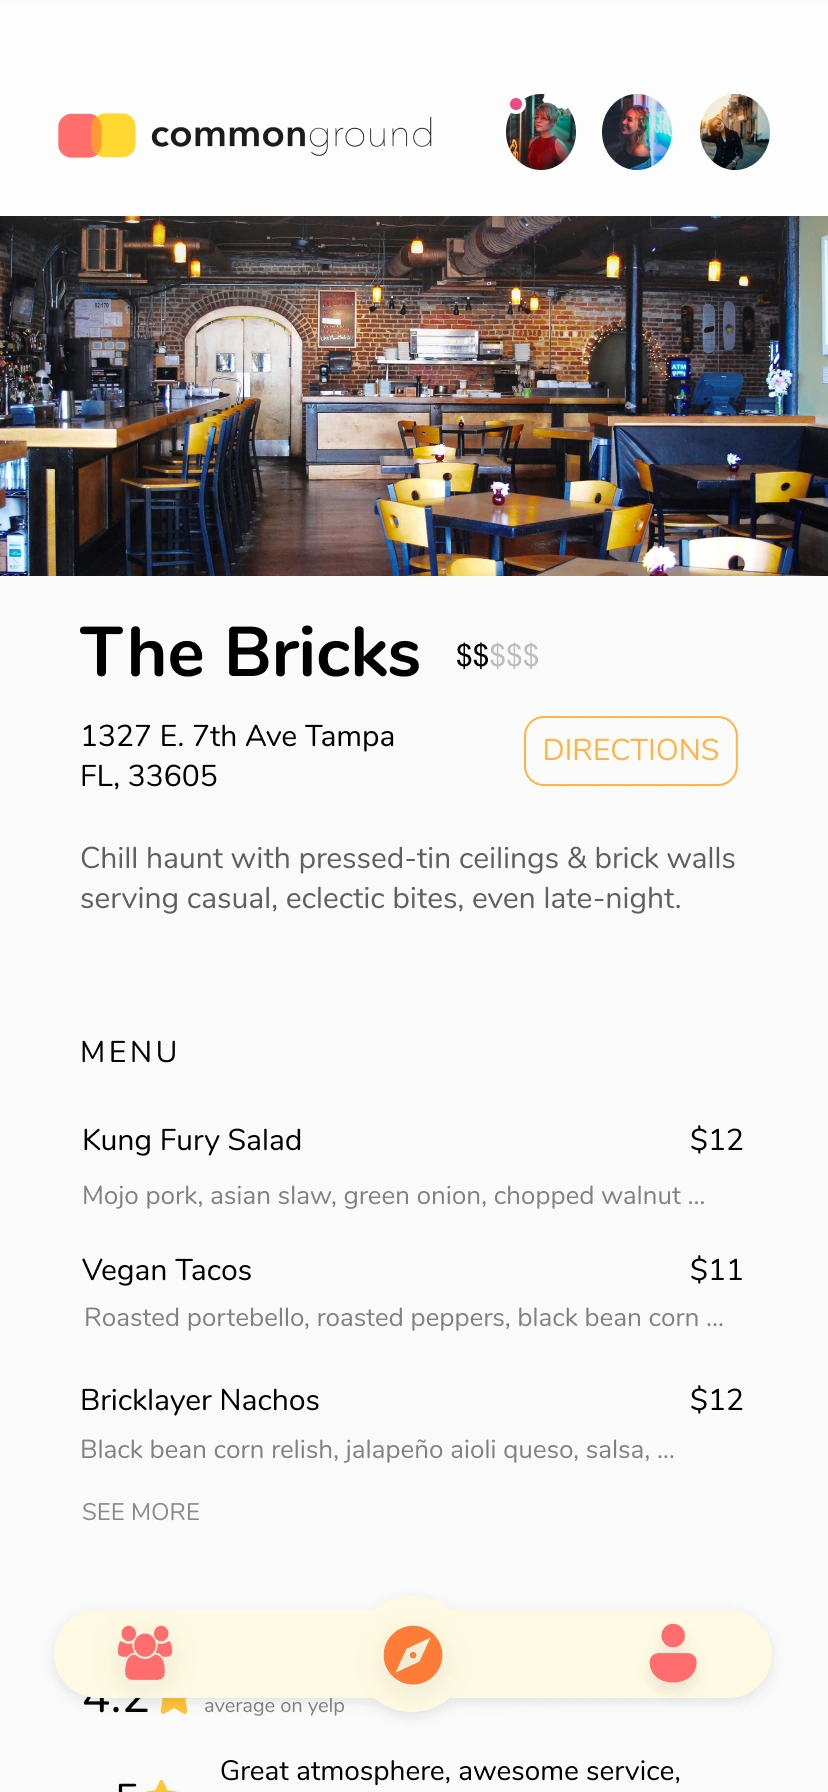 commonground
ATM
The Bricks $$$$$
1327 E. 7th Ave Tampa
FL, 33605
DIRECTIONS
Chill haunt with pressed-tin ceilings & brick walls
serving casual, eclectic bites, even late-night.
MENU
Kung Fury Salad $12
Mojo pork, asian slaw, green onion, chopped walnut ...
Vegan Tacos $11
Roasted portebello, roasted peppers, black bean corn ...
Bricklayer Nachos $12
Black bean corn relish, jalapeño aioli queso, salsa, ...
SEE MORE
4.2 average on yelp
5 Great atmosphere, awesome service,